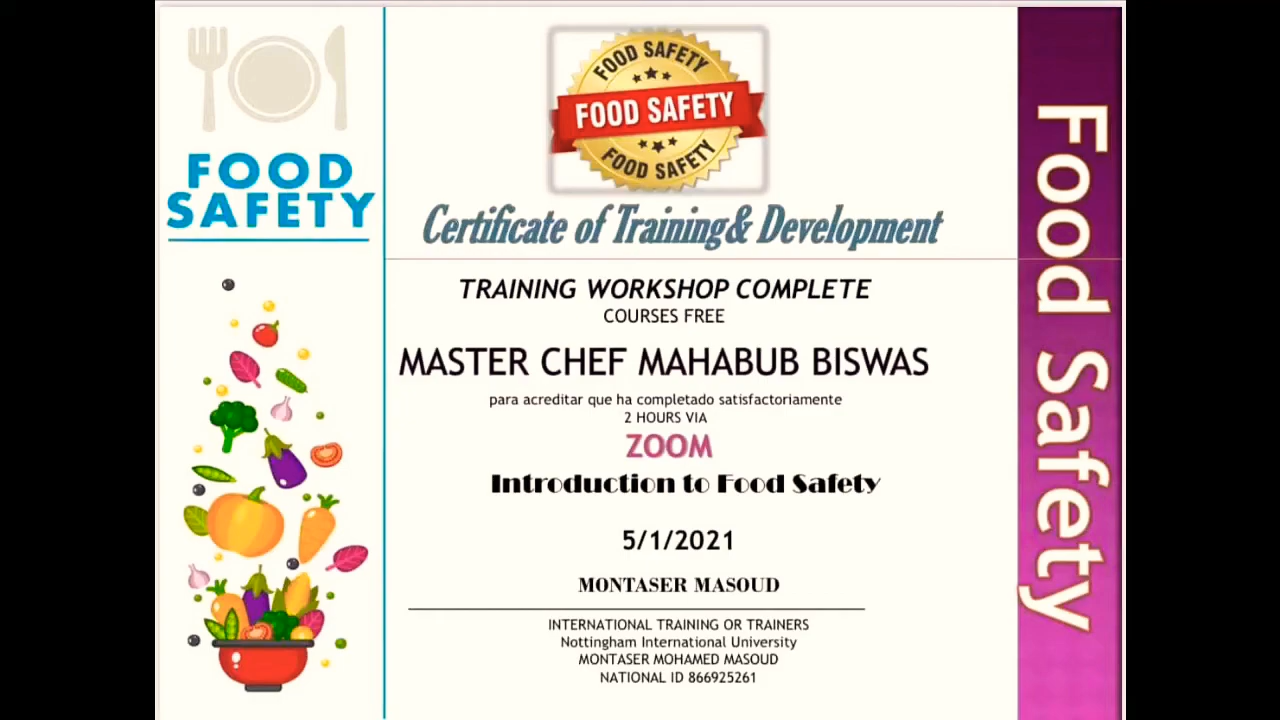 FOOD
SAFETY
FOOD SAFETY
FOOD SAFETY
FOOD SAFETY
Certificate of Training& Development
TRAINING WORKSHOP COMPLETE
COURSES FREE
MASTER CHEF MAHABUB BISWAS
para acreditar que ha completado satisfactoriamente
2 HOURS VIA
ZOOM
Introduction to Food Safety
5/1/2021
MONTASER MASOUD
INTERNATIONAL TRAINING OR TRAINERS
Nottingham International University
MONTASER MOHAMED MASOUD
NATIONAL ID 866925261
Food Safety